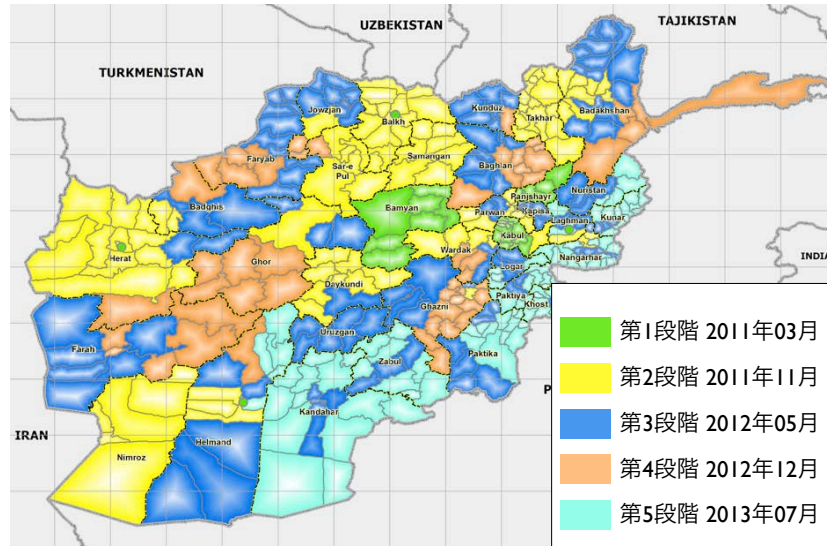 UZBEKISTAN
TAJIKISTAN
TURKMENISTAN
Jowzjan
Balkh
Kunduz
Takhar
Badakhshan
Faryab
Sar-e
Pul
Samangan
Baghlan
Badghis
Bamyan
Panjshayr
Nuristan
Parwan
Kapisa
Kunar
Laghman
Kabul
Herat
Ghor
Wardak
Nangarhar
INDIA
Logar
Daykundi
Paktiya
Ghazni
Khost
Uruzgan
Farah
Zabul
Paktika
Kandahar
P
IRAN
Helmand
Nimroz
第1段階 2011年03月
第2段階 2011年11月
第3段階 2012年05月
第4段階 2012年12月
第5段階 2013年07月